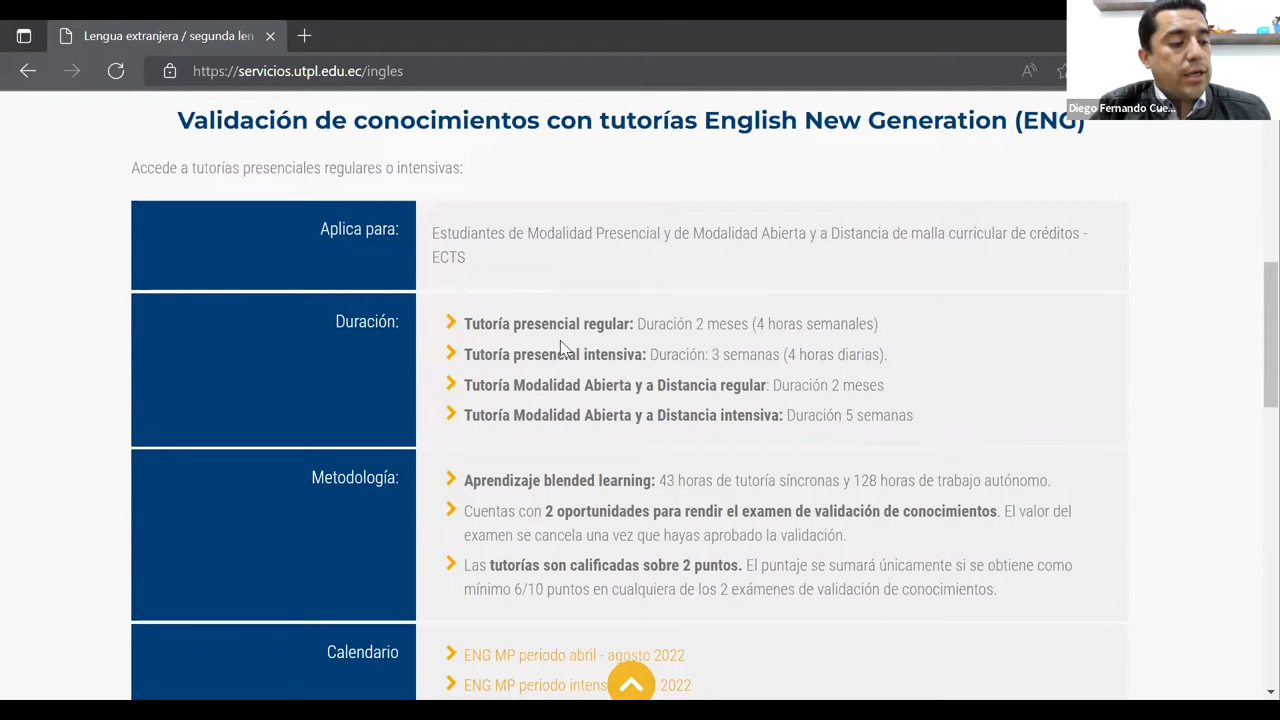 Lengua extranjera / segunda len
https://servicios.utpl.edu.ec/ingles
Diego Fernando Cue...
Validación de conocimientos con tutorías English New Generation (ENG)
Accede a tutorías presenciales regulares o intensivas:
Aplica para:
Estudiantes de Modalidad Presencial y de Modalidad Abierta y a Distancia de malla curricular de créditos -
ECTS
Duración:
Tutoría presencial regular: Duración 2 meses (4 horas semanales)
Tutoría presencial intensiva: Duración: 3 semanas (4 horas diarias).
Tutoría Modalidad Abierta y a Distancia regular: Duración 2 meses
Tutoría Modalidad Abierta y a Distancia intensiva: Duración 5 semanas
Metodología:
Aprendizaje blended learning: 43 horas de tutoría síncronas y 128 horas de trabajo autónomo.
Cuentas con 2 oportunidades para rendir el examen de validación de conocimientos. El valor del
examen se cancela una vez que hayas aprobado la validación.
Las tutorías son calificadas sobre 2 puntos. El puntaje se sumará únicamente si se obtiene como
mínimo 6/10 puntos en cualquiera de los 2 exámenes de validación de conocimientos.
Calendario
ENG MP periodo abril - agosto 2022
ENG MP periodo intens 2022